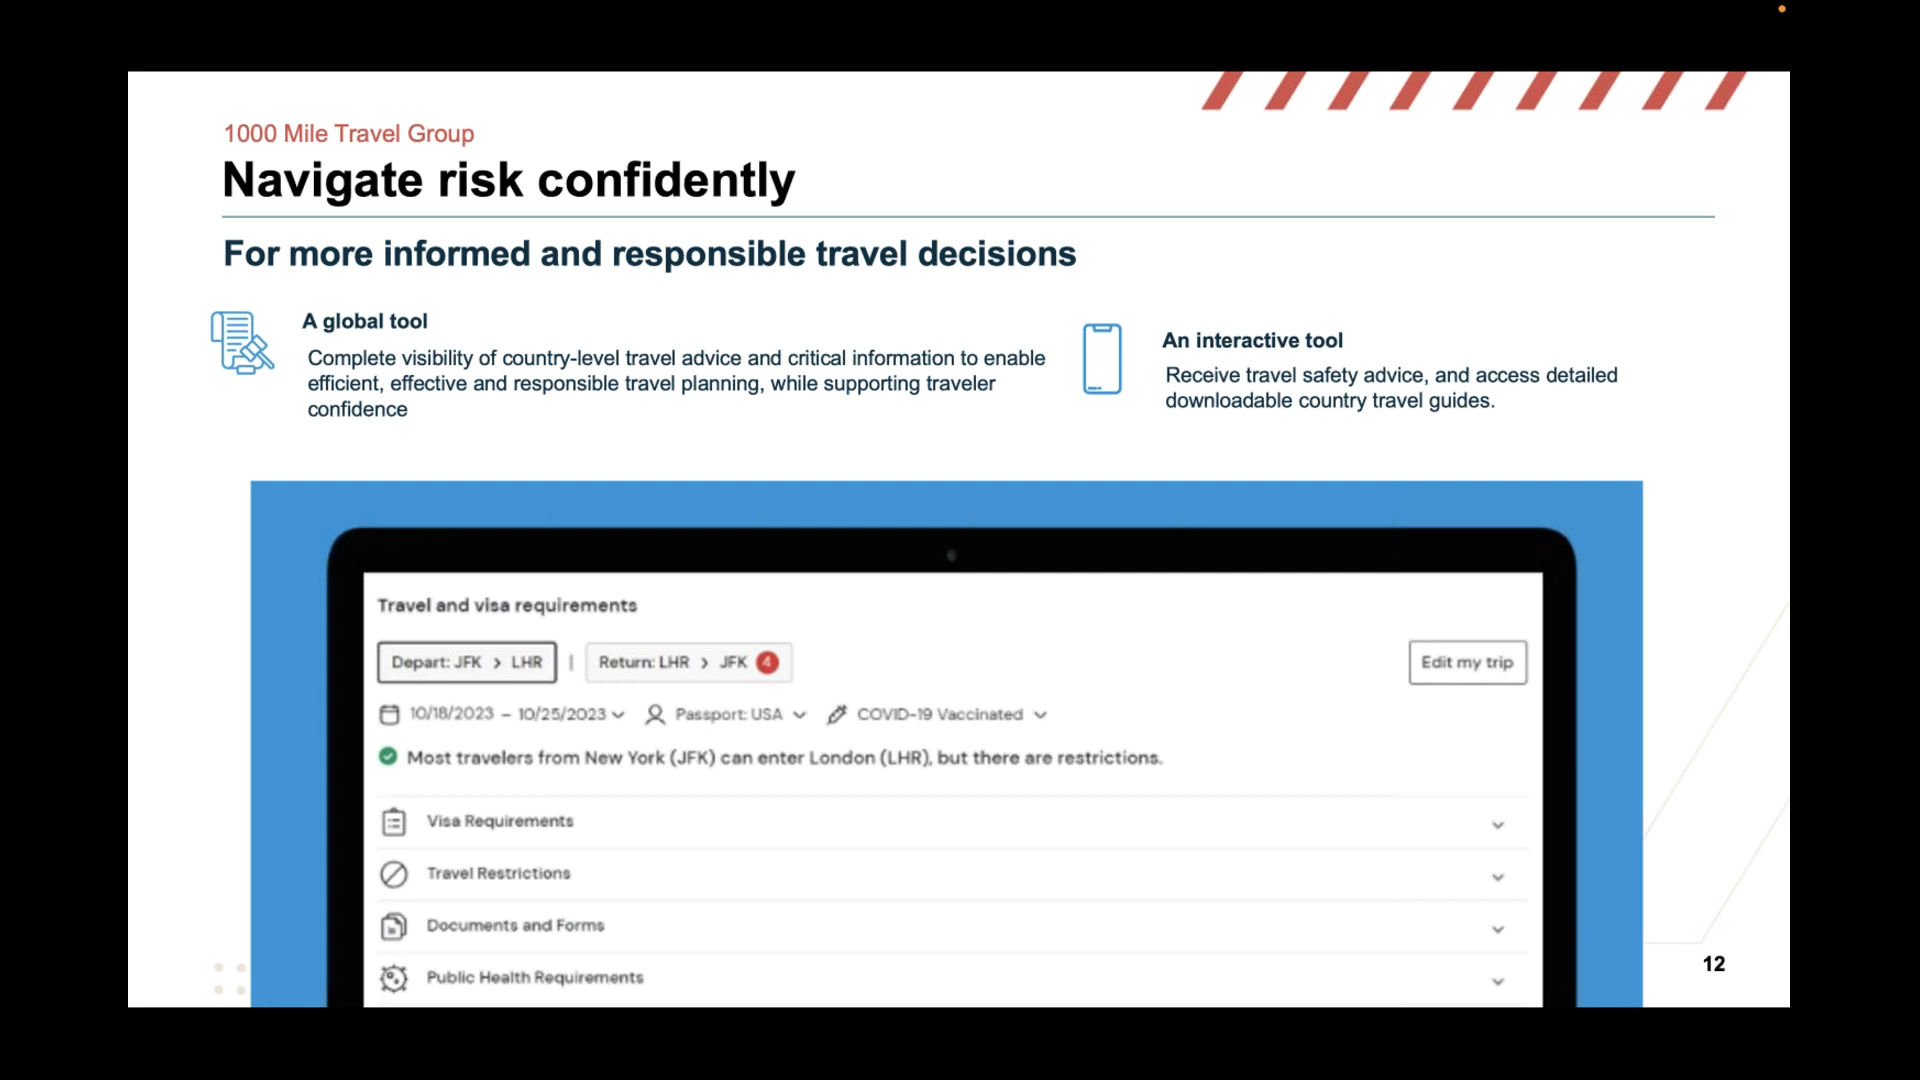 1000 Mile Travel Group
Navigate risk confidently
For more informed and responsible travel decisions
A global tool
Complete visibility of country-level travel advice and critical information to enable
efficient, effective and responsible travel planning, while supporting traveler
confidence
An interactive tool
Receive travel safety advice, and access detailed
downloadable country travel guides.
Travel and visa requirements
Depart: JFK > LHR | Return: LHR > JFK 4
Edit my trip
10/18/2023 – 10/25/2023 Passport: USA COVID-19 Vaccinated
Most travelers from New York (JFK) can enter London (LHR), but there are restrictions.
Visa Requirements
Travel Restrictions
Documents and Forms
Public Health Requirements
12